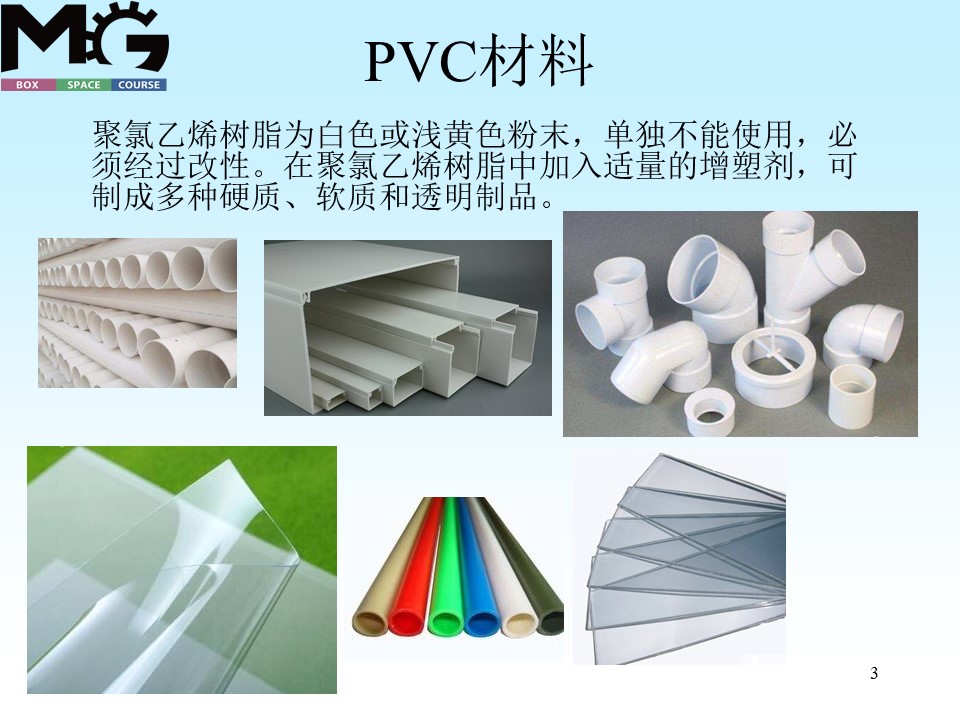 MG
BOX SPACE COURSE
PVC材料
聚氯乙烯树脂为白色或浅黄色粉末，单独不能使用，必
须经过改性。在聚氯乙烯树脂中加入适量的增塑剂，可
制成多种硬质、软质和透明制品。
3